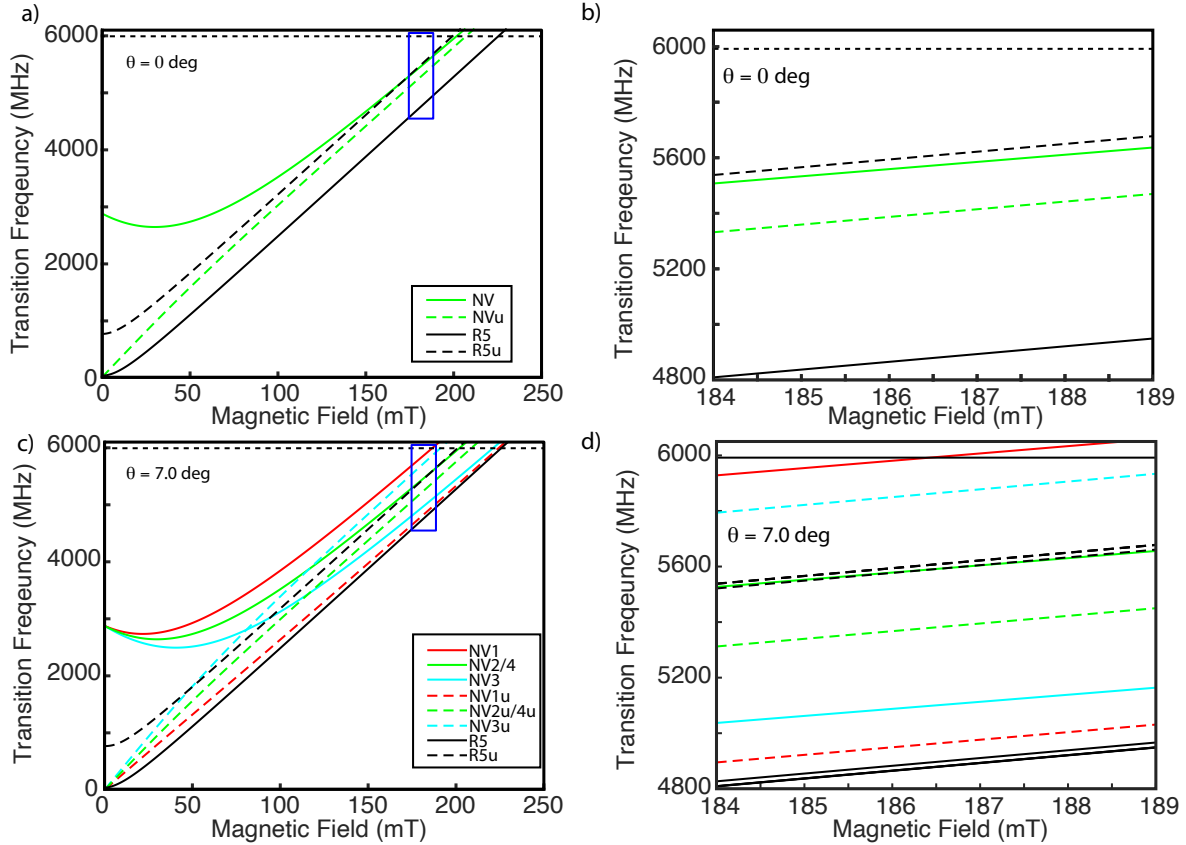 a)
6000
4000
2000
0
Transition Freqeuncy (MHz)
θ = 0 deg
NV
NVu
R5
R5u
0 50 100 150 200 250
Magnetic Field (mT)
b)
6000
5600
5200
4800
Transition Freqeuncy (MHz)
θ = 0 deg
184 185 186 187 188 189
Magnetic Field (mT)
c)
6000
4000
2000
0
Transition Freqeuncy (MHz)
θ = 7.0 deg
NV1
NV2/4
NV3
NV1u
NV2u/4u
NV3u
R5
R5u
0 50 100 150 200 250
Magnetic Field (mT)
d)
6000
5600
5200
4800
Transition Freqeuncy (MHz)
θ = 7.0 deg
184 185 186 187 188 189
Magnetic Field (mT)